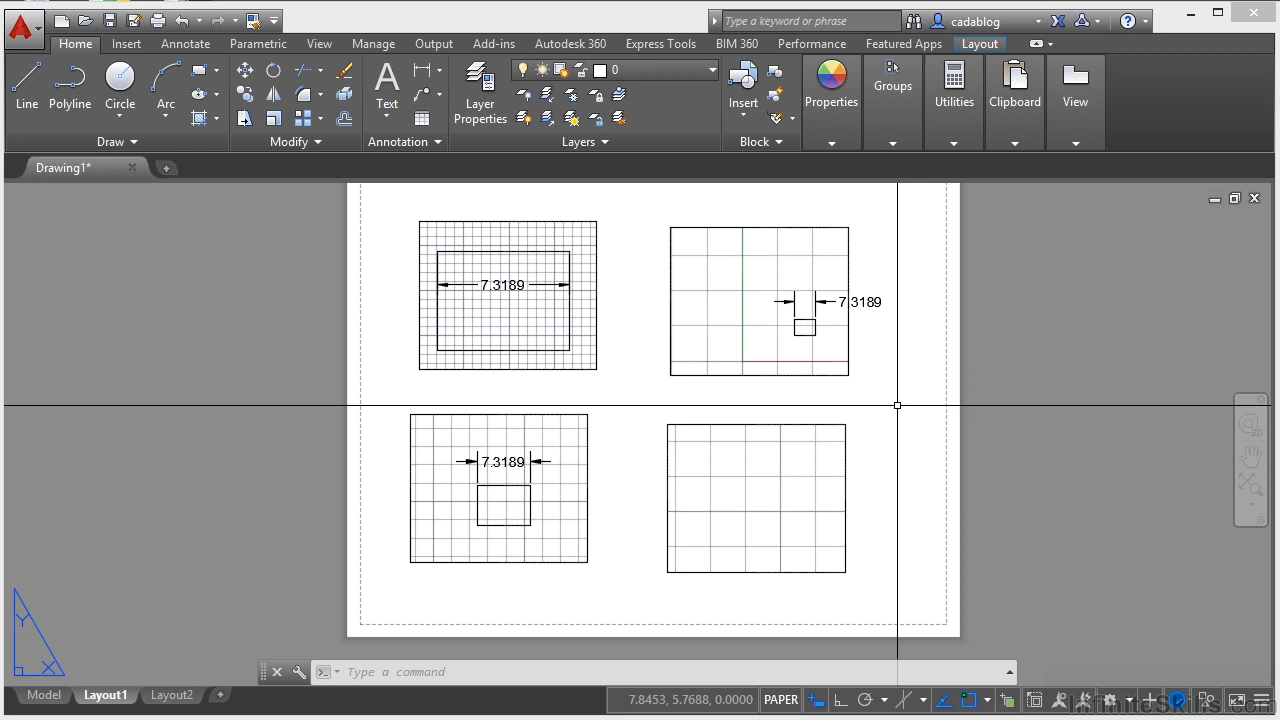 Type a keyword or phrase
cadablog
Home Insert Annotate Parametric View Manage Output Add-ins Autodesk 360 Express Tools BIM 360 Performance Featured Apps Layout
0
Line Polyline Circle Arc Text Layer Properties Insert Properties Groups Utilities Clipboard View
Draw Modify Annotation Layers Block
Drawing1*
7.3189
7.3189
7.3189
2D
Y
X
Type a command
Model Layout1 Layout2
7.8453, 5.7688, 0.0000 PAPER
InfiniteSkills.com